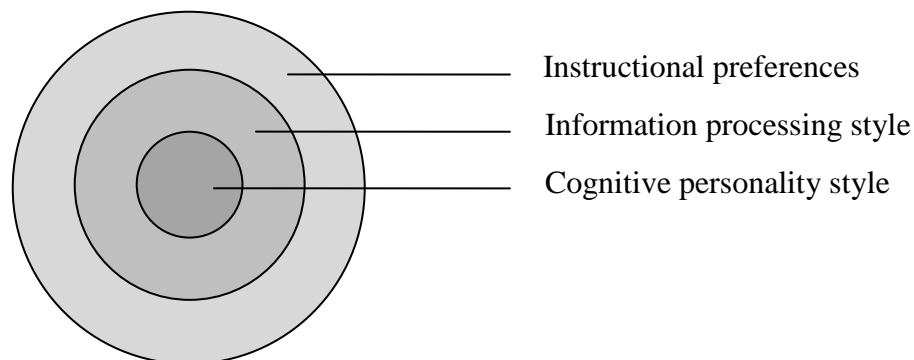 Instructional preferences
Information processing style
Cognitive personality style